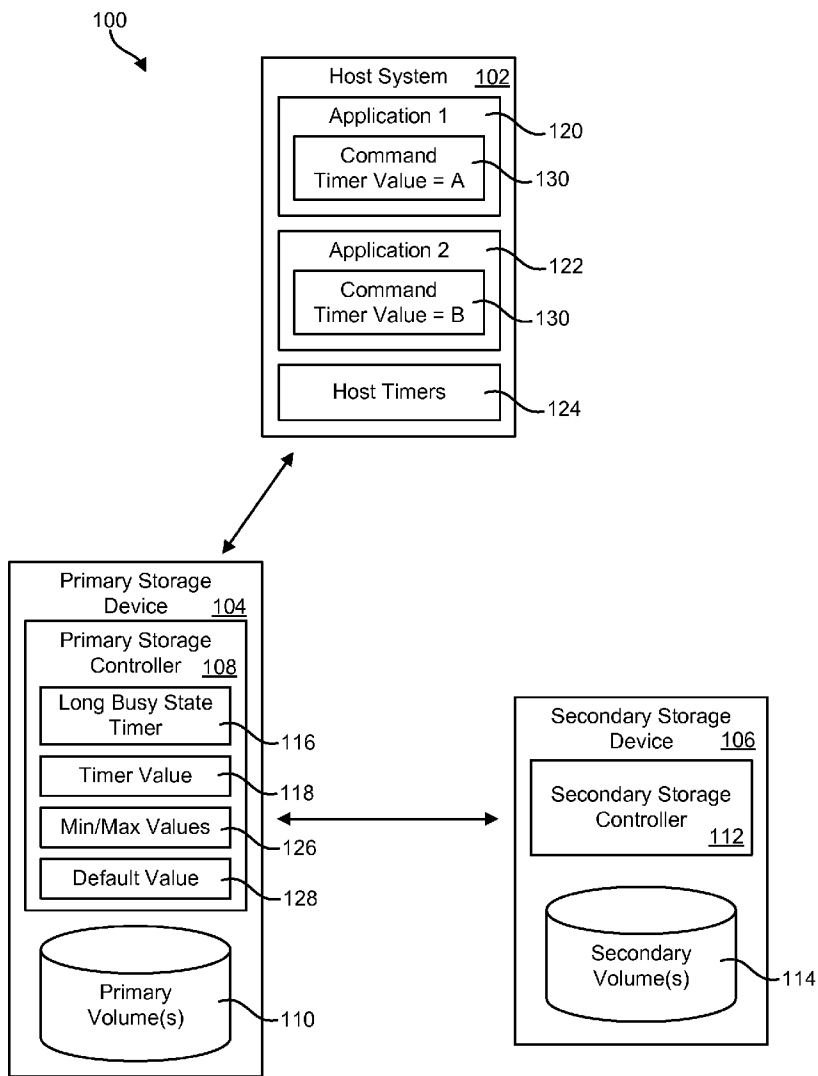 100
Host System 102
Application 1
120
Command
Timer Value = A
130
Application 2
122
Command
Timer Value = B
130
Host Timers
124
Primary Storage
Device 104
Primary Storage
Controller 108
Long Busy State
Timer
116
Timer Value
118
Min/Max Values
126
Default Value
128
Primary
Volume(s)
110
Secondary Storage
Device 106
Secondary Storage
Controller
112
Secondary
Volume(s)
114